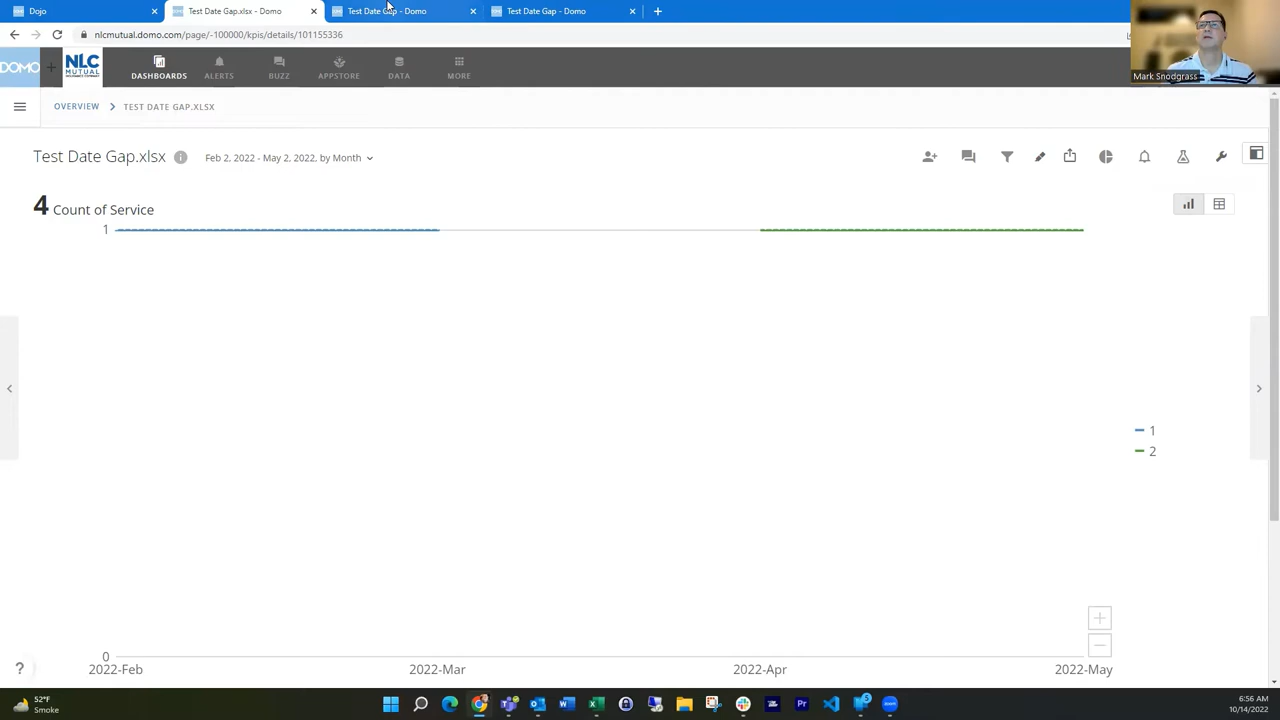 Dojo
Test Date Gap.xlsx - Domo
Test Date Gap - Domo
Test Date Gap - Domo
nlcmutual.domo.com/page/-100000/kpis/details/101155336
Mark Snodgrass
DOMO
NLC
MUTUAL
DASHBOARDS
ALERTS
BUZZ
APPSTORE
DATA
MORE
OVERVIEW
TEST DATE GAP.XLSX
Test Date Gap.xlsx
Feb 2, 2022 - May 2, 2022, by Month
4 Count of Service
1
1
2
0
2022-Feb
2022-Mar
2022-Apr
2022-May
?
52°F
Smoke
5
zoom
6:56 AM
10/14/2022